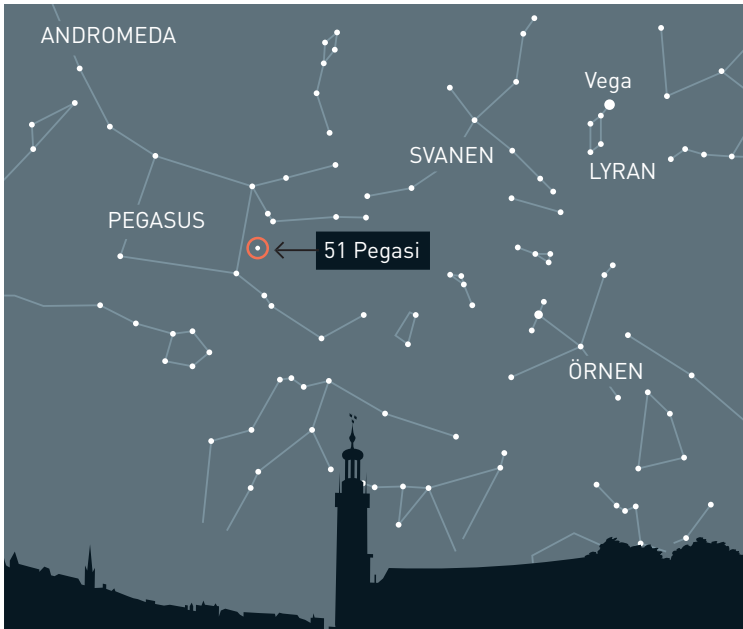 ANDROMEDA
Vega
SVANEN
LYRAN
PEGASUS
51 Pegasi
ÖRNEN